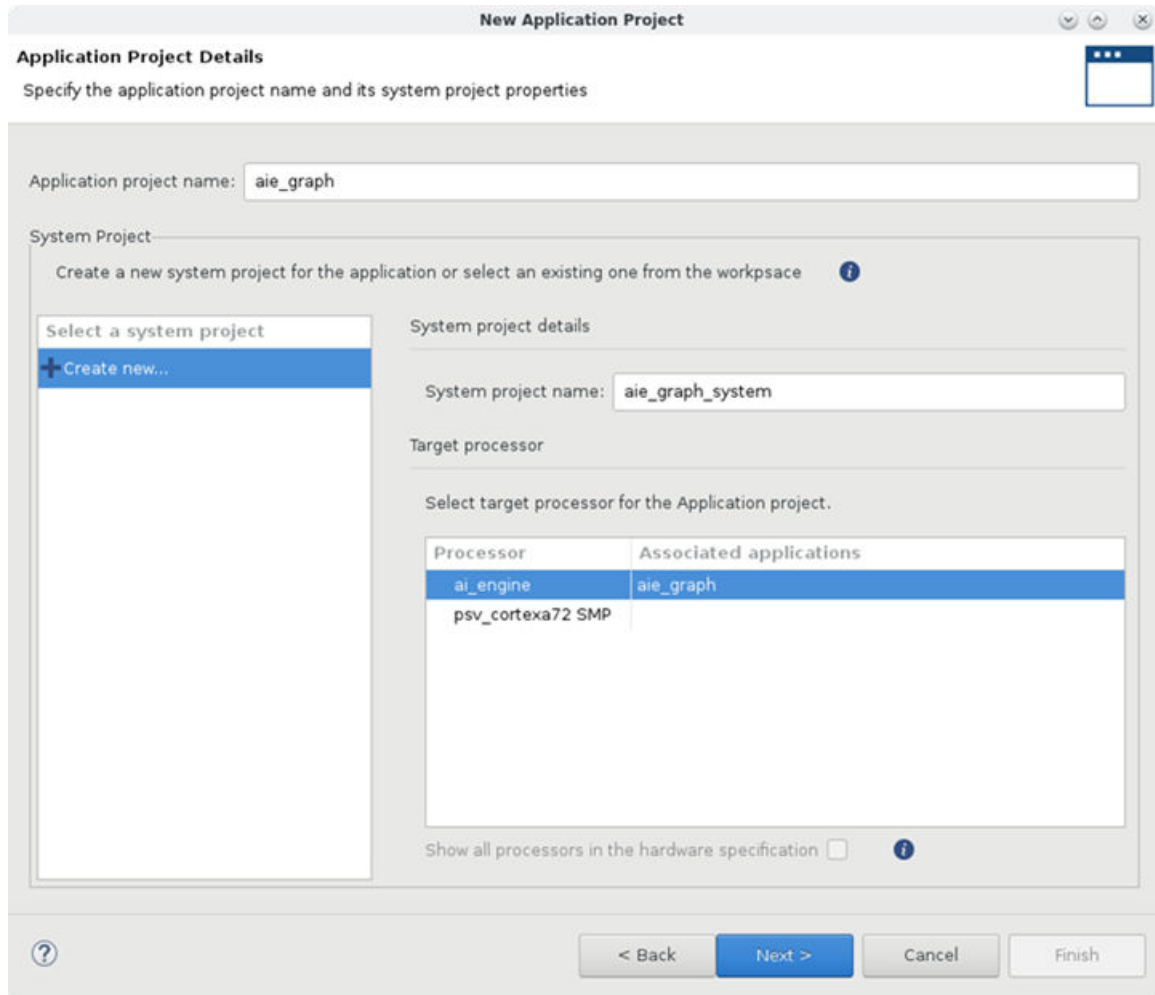 New Application Project
Application Project Details
Specify the application project name and its system project properties
Application project name: aie_graph
System Project
Create a new system project for the application or select an existing one from the workpsace
Select a system project
Create new...
System project details
System project name: aie_graph_system
Target processor
Select target processor for the Application project.
Processor Associated applications
ai_engine aie_graph
psv_cortexa72 SMP
Show all processors in the hardware specification
< Back Next > Cancel Finish